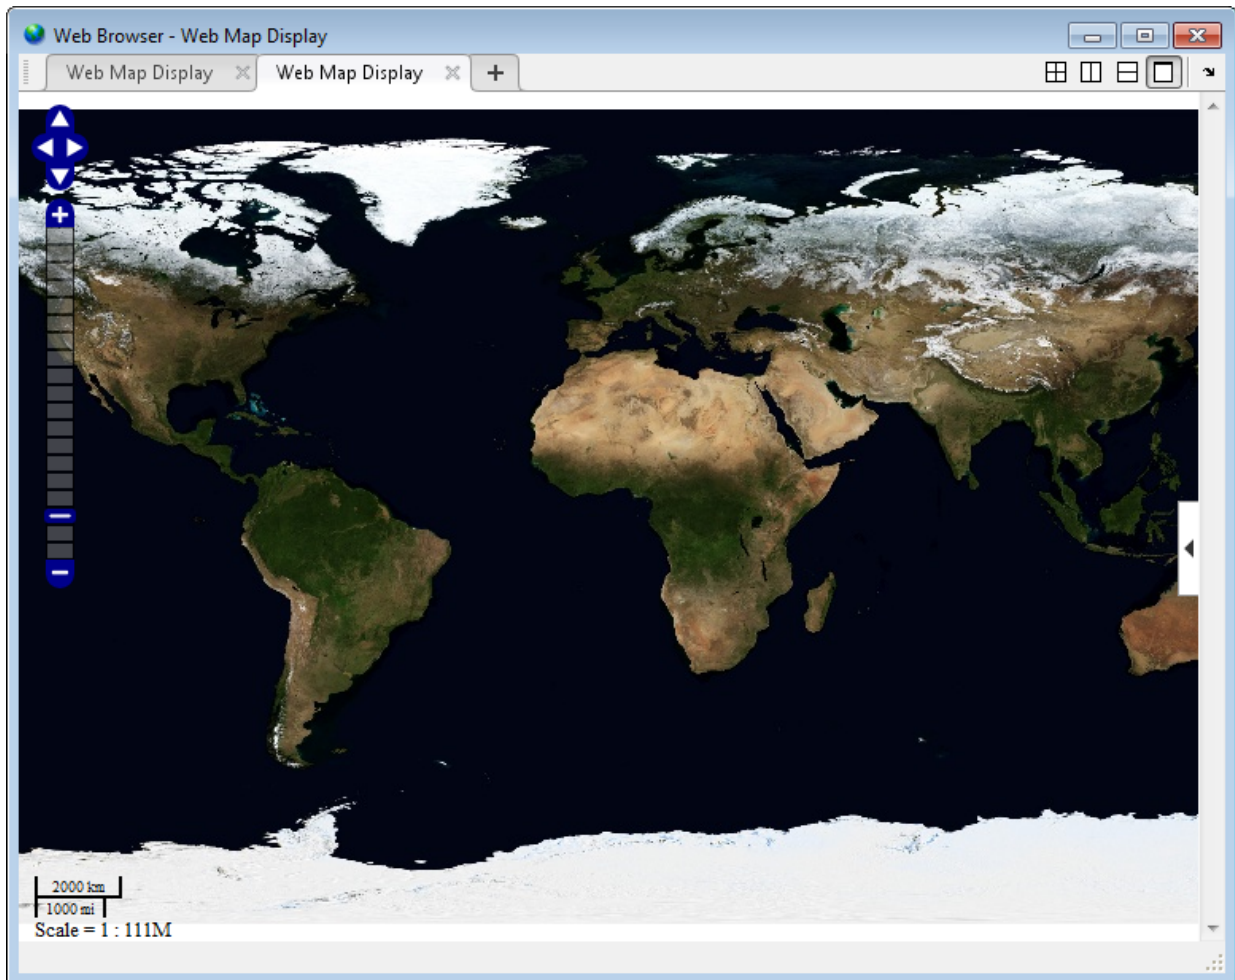 Web Browser - Web Map Display
Web Map Display
Web Map Display
2000 km
1000 mi
Scale = 1 : 111M